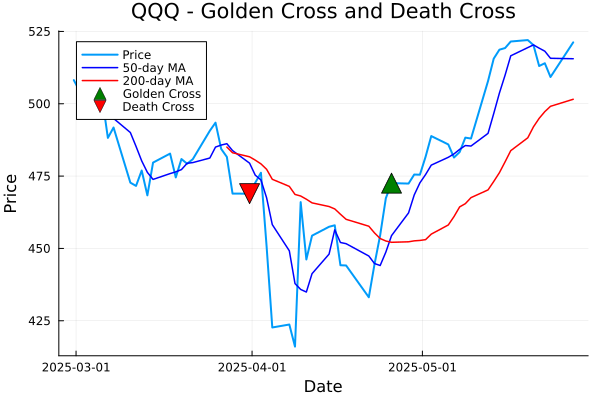 QQQ - Golden Cross and Death Cross
Price
50-day MA
200-day MA
Golden Cross
Death Cross
525
500
475
450
425
Price
2025-03-01
2025-04-01
2025-05-01
Date